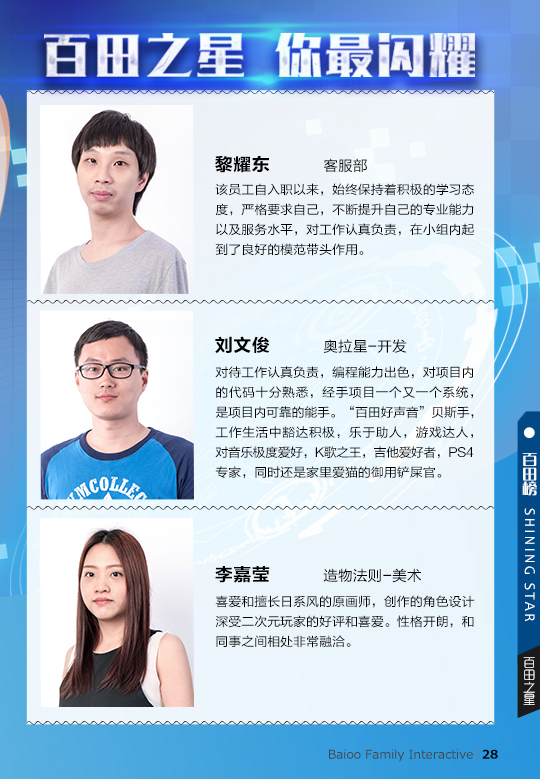 百田之星 你最闪耀
黎耀东 客服部
该员工自入职以来，始终保持着积极的学习态
度，严格要求自己，不断提升自己的专业能力
以及服务水平，对工作认真负责，在小组内起
到了良好的模范带头作用。
刘文俊 奥拉星-开发
对待工作认真负责，编程能力出色，对项目内
的代码十分熟悉，经手项目一个又一个系统，
是项目内可靠的能手。“百田好声音”贝斯手，
工作生活中豁达积极，乐于助人，游戏达人，
对音乐极度爱好，K歌之王，吉他爱好者，PS4
专家，同时还是家里爱猫的御用铲屎官。
UMCOLLEG
李嘉莹 造物法则-美术
喜爱和擅长日系风的原画师，创作的角色设计
深受二次元玩家的好评和喜爱。性格开朗，和
同事之间相处非常融洽。
百田榜 SHINING STAR
百田之星
Baioo Family Interactive 28